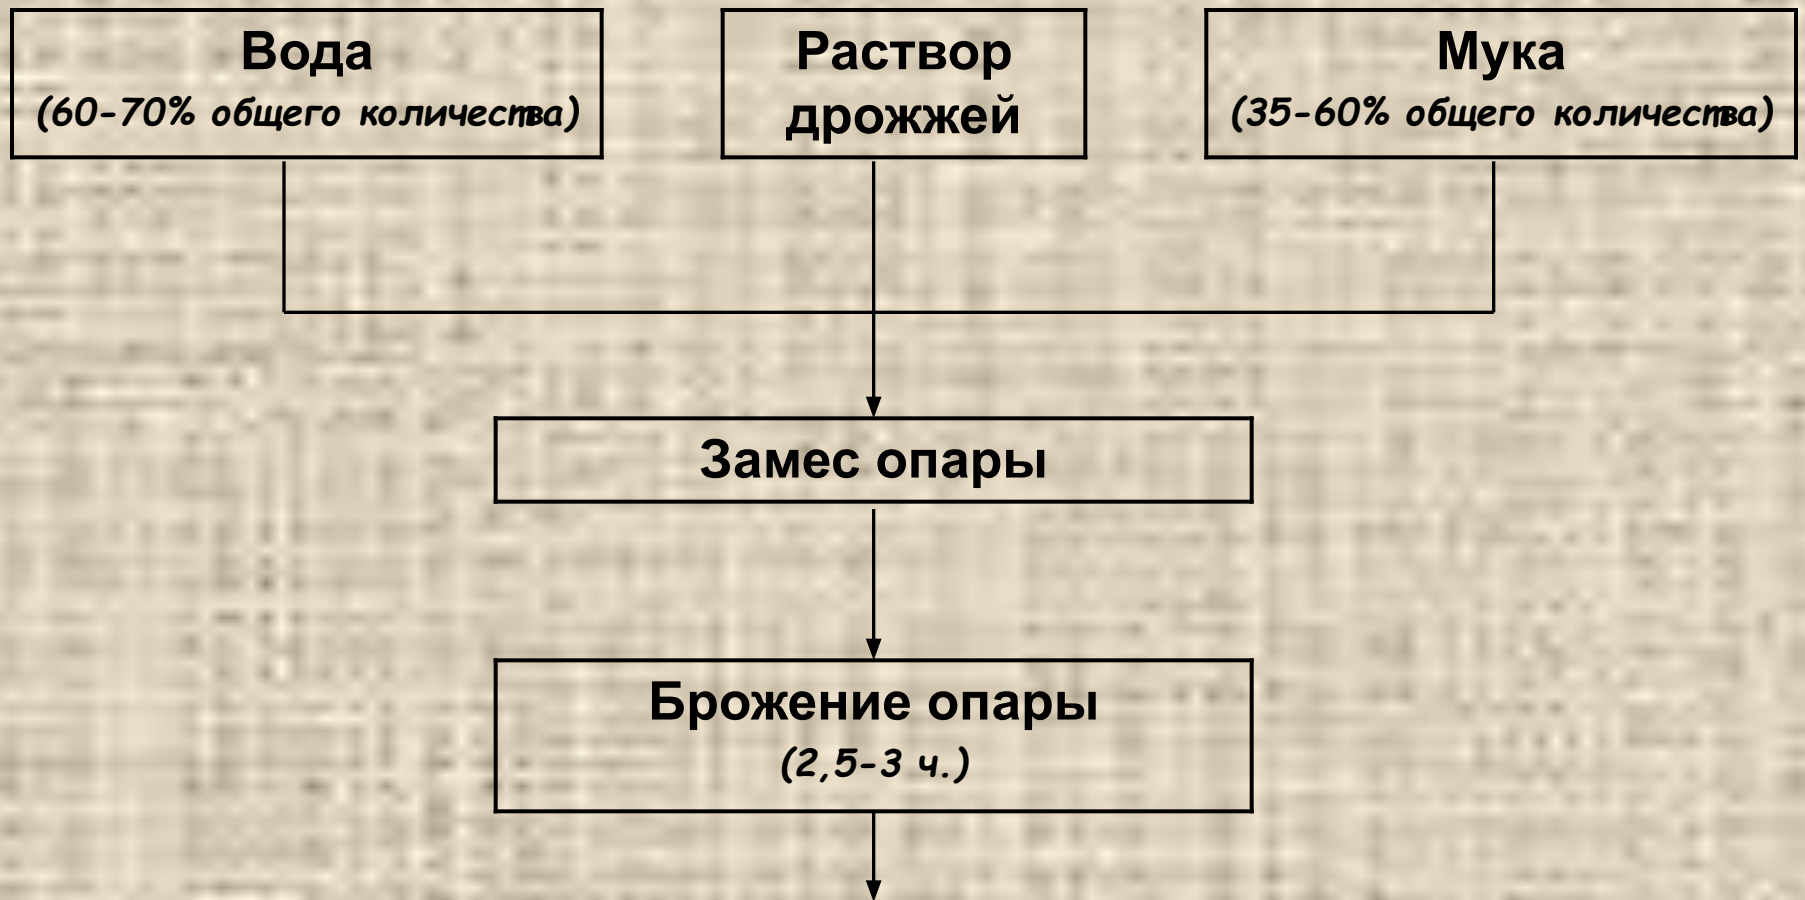 Вода
(60-70% общего количества)
Раствор
дрожжей
Мука
(35-60% общего количества)
Замес опары
Брожение опары
(2,5-3 ч.)